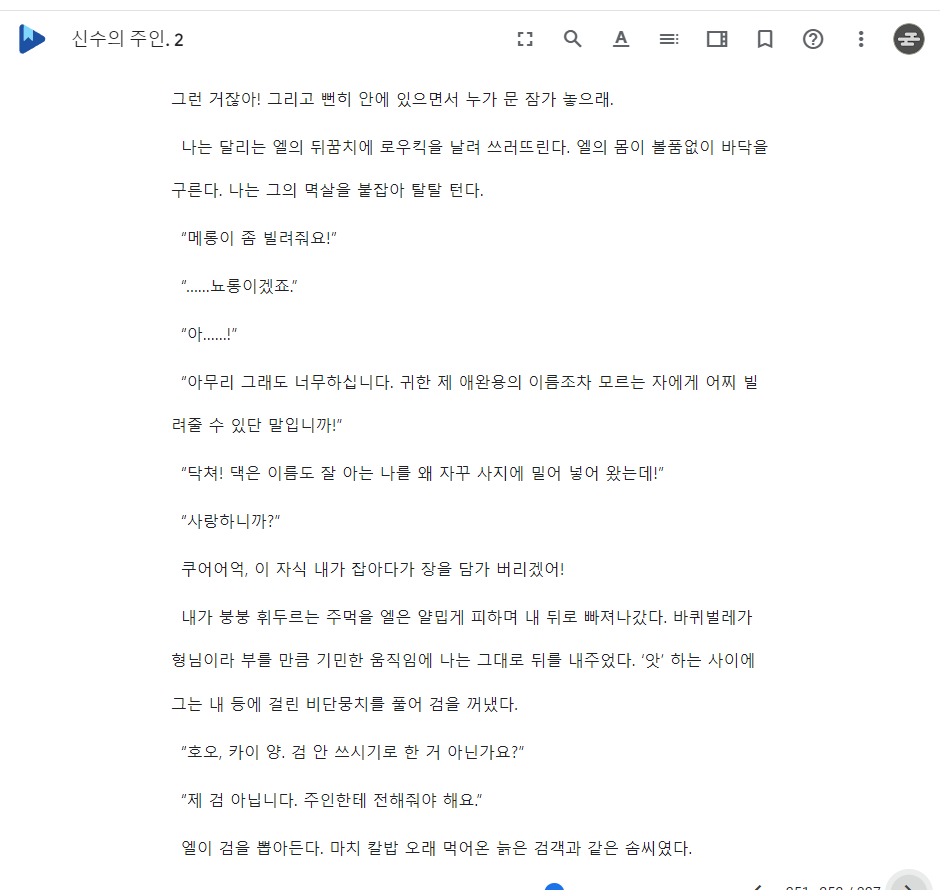 신수의 주인. 2
그런 거잖아! 그리고 뻔히 안에 있으면서 누가 문 잠가 놓으래.
나는 달리는 엘의 뒤꿈치에 로우킥을 날려 쓰러뜨린다. 엘의 몸이 볼품없이 바닥을
구른다. 나는 그의 멱살을 붙잡아 탈탈 턴다.
“메롱이 좀 빌려줘요!”
“......뇨롱이겠죠.”
“아......!”
“아무리 그래도 너무하십니다. 귀한 제 애완용의 이름조차 모르는 자에게 어찌 빌
려줄 수 있단 말입니까!”
“닥쳐! 댁은 이름도 잘 아는 나를 왜 자꾸 사지에 밀어 넣어 왔는데!”
“사랑하니까?”
쿠어어억, 이 자식 내가 잡아다가 장을 담가 버리겠어!
내가 붕붕 휘두르는 주먹을 엘은 얄밉게 피하며 내 뒤로 빠져나갔다. 바퀴벌레가
형님이라 부를 만큼 기민한 움직임에 나는 그대로 뒤를 내주었다. ‘앗’ 하는 사이에
그는 내 등에 걸린 비단뭉치를 풀어 검을 꺼냈다.
“호오, 카이 양. 검 안 쓰시기로 한 거 아닌가요?”
“제 검 아닙니다. 주인한테 전해줘야 해요.”
엘이 검을 뽑아든다. 마치 칼밥 오래 먹어온 늙은 검객과 같은 솜씨였다.